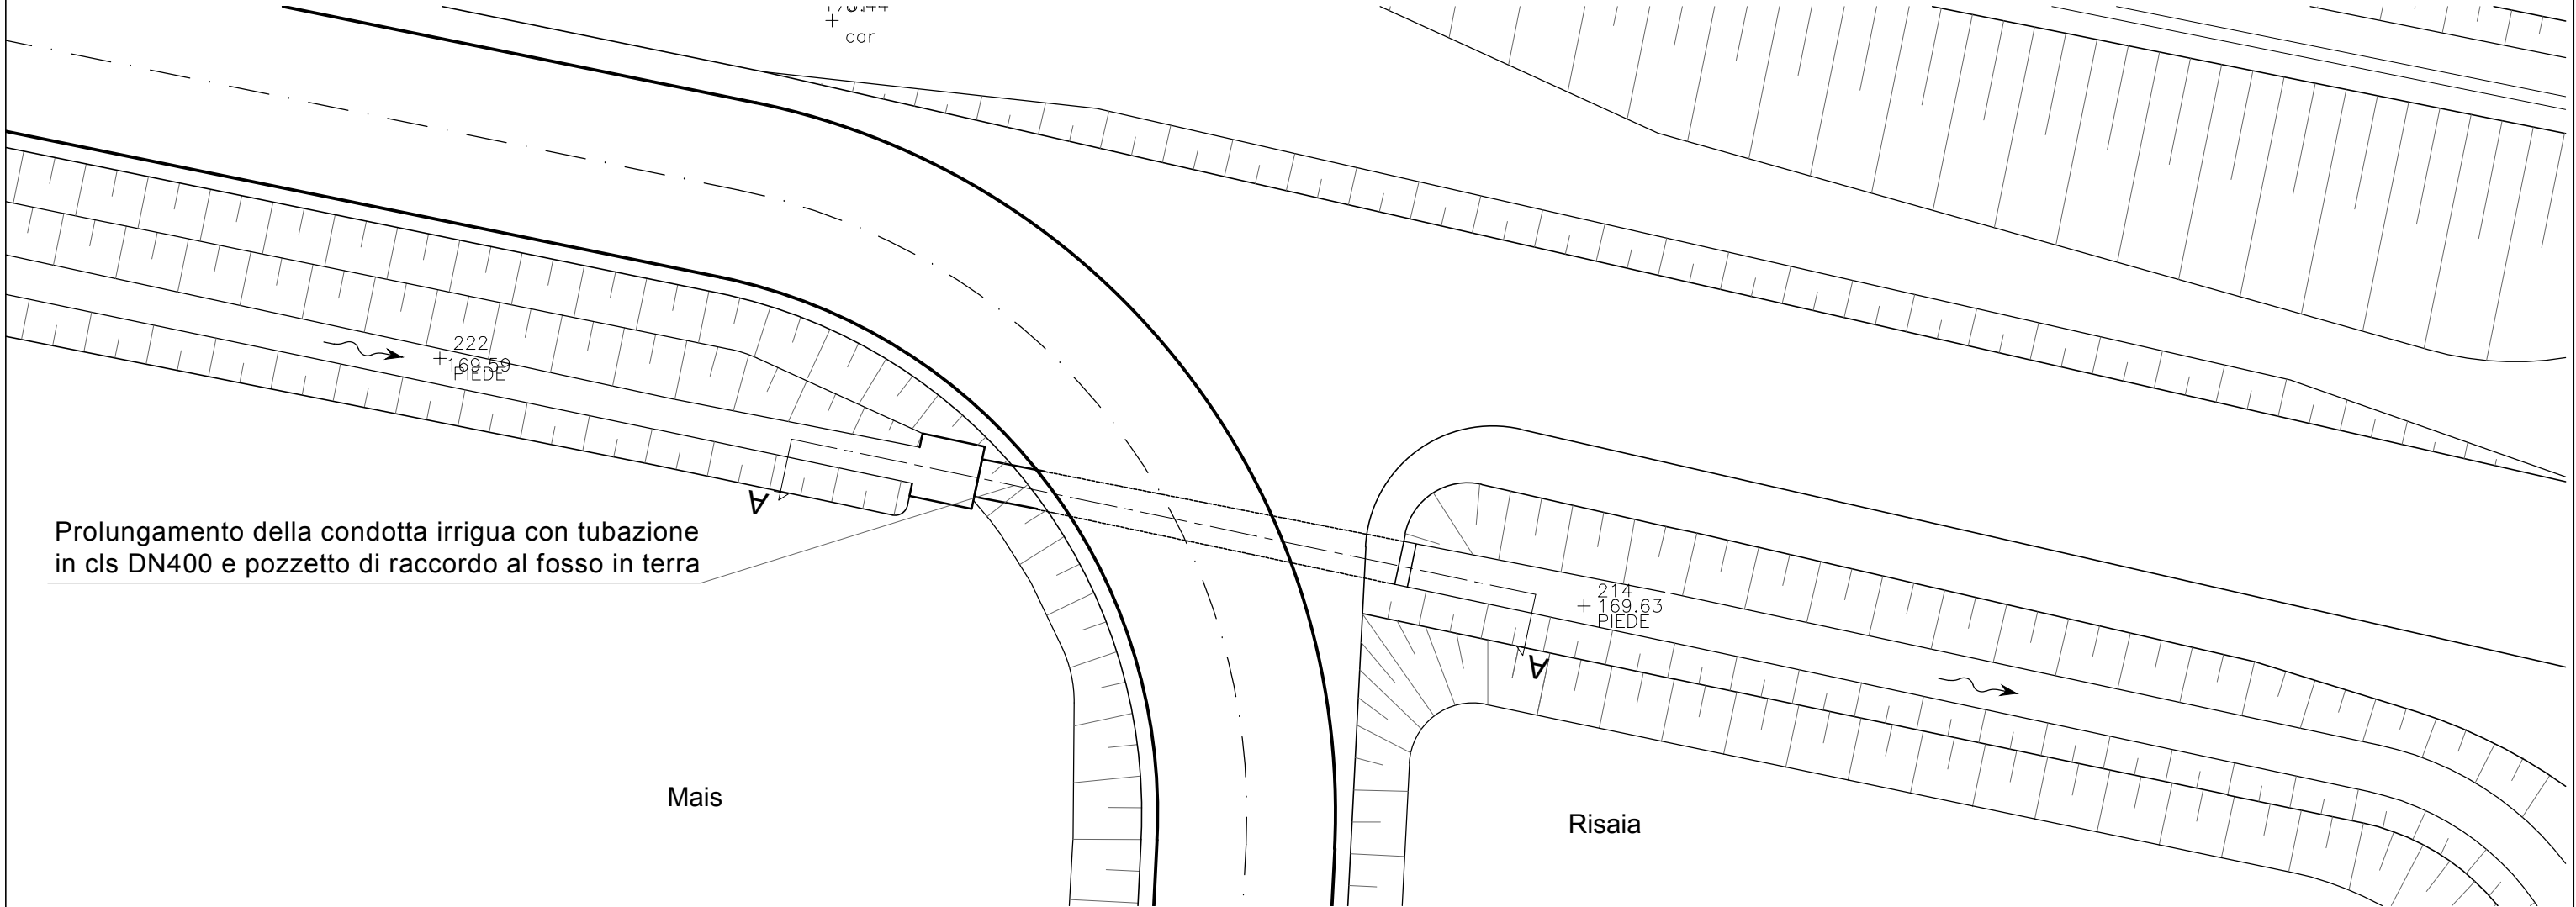 car
222
169.59
PIEDE
A
Prolungamento della condotta irrigua con tubazione
in cls DN400 e pozzetto di raccordo al fosso in terra
214
169.63
PIEDE
A
Mais
Risaia